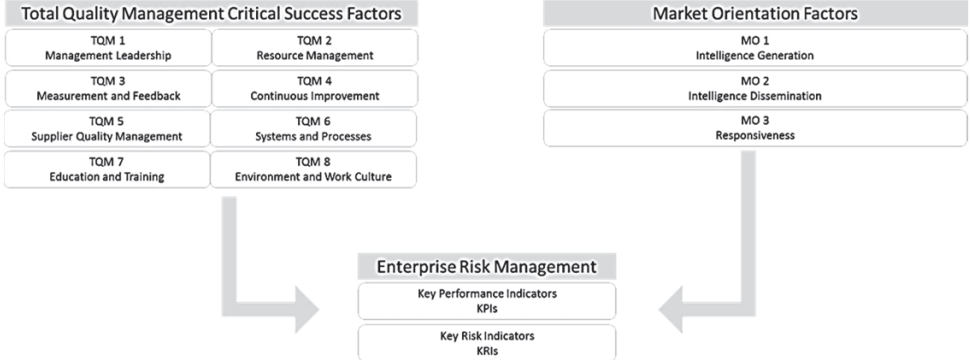 Total Quality Management Critical Success Factors
TQM 1
Management Leadership
TQM 2
Resource Management
TQM 3
Measurement and Feedback
TQM 4
Continuous Improvement
TQM 5
Supplier Quality Management
TQM 6
Systems and Processes
TQM 7
Education and Training
TQM 8
Environment and Work Culture
Market Orientation Factors
MO 1
Intelligence Generation
MO 2
Intelligence Dissemination
MO 3
Responsiveness
Enterprise Risk Management
Key Performance Indicators
KPIs
Key Risk Indicators
KRIs